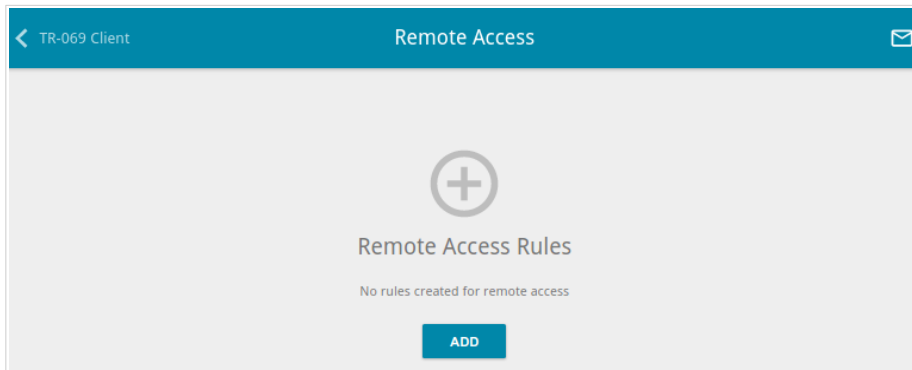 TR-069 Client
Remote Access
Remote Access Rules
No rules created for remote access
ADD